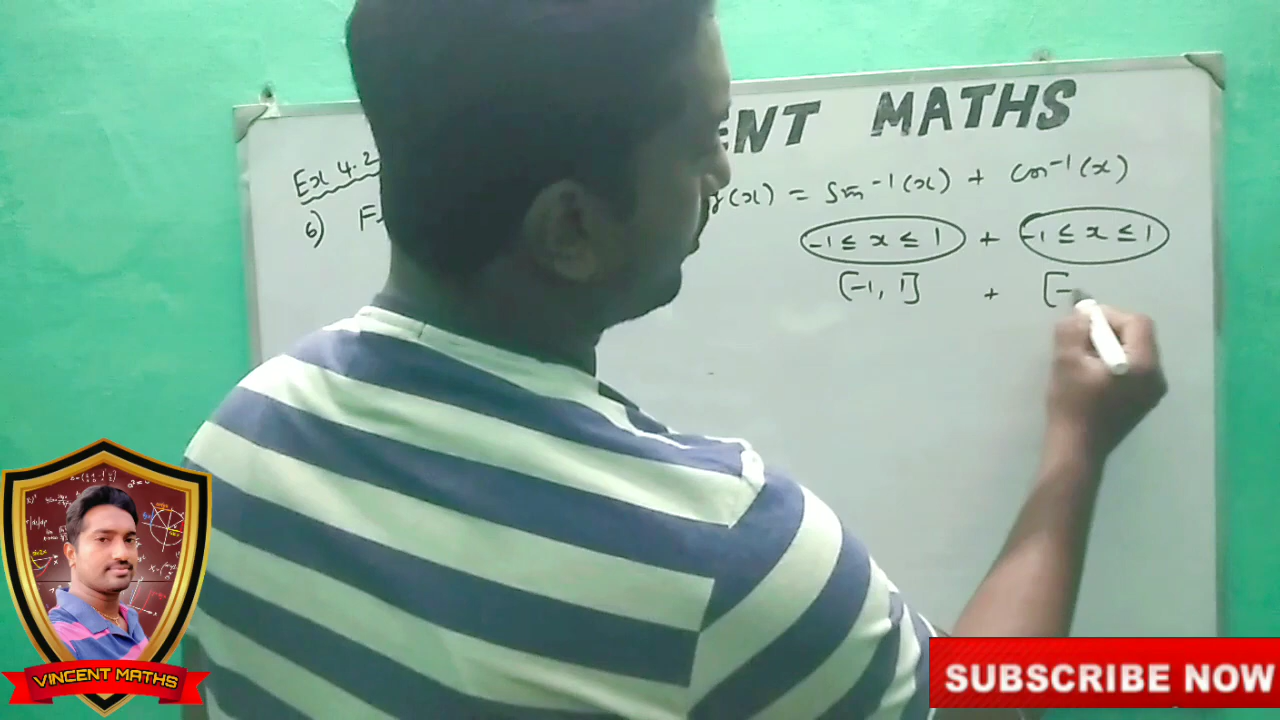 ENT MATHS
Ex 4.2
6) Fi g(x) = Sin⁻¹(x) + Cos⁻¹(x)
-1 ≤ x ≤ 1 + -1 ≤ x ≤ 1
[-1, 1] + [-
VINCENT MATHS
SUBSCRIBE NOW